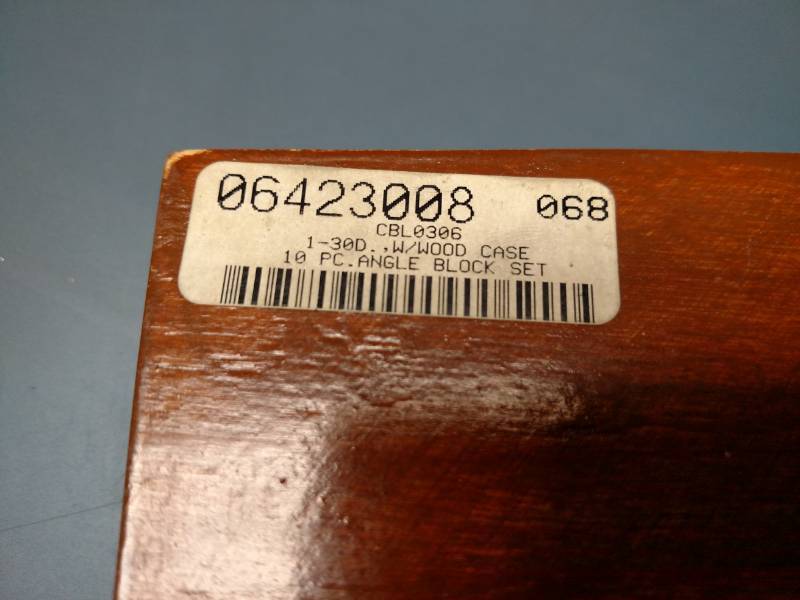 06423008 068
CBL0306
1-30D.,W/WOOD CASE
10 PC.ANGLE BLOCK SET